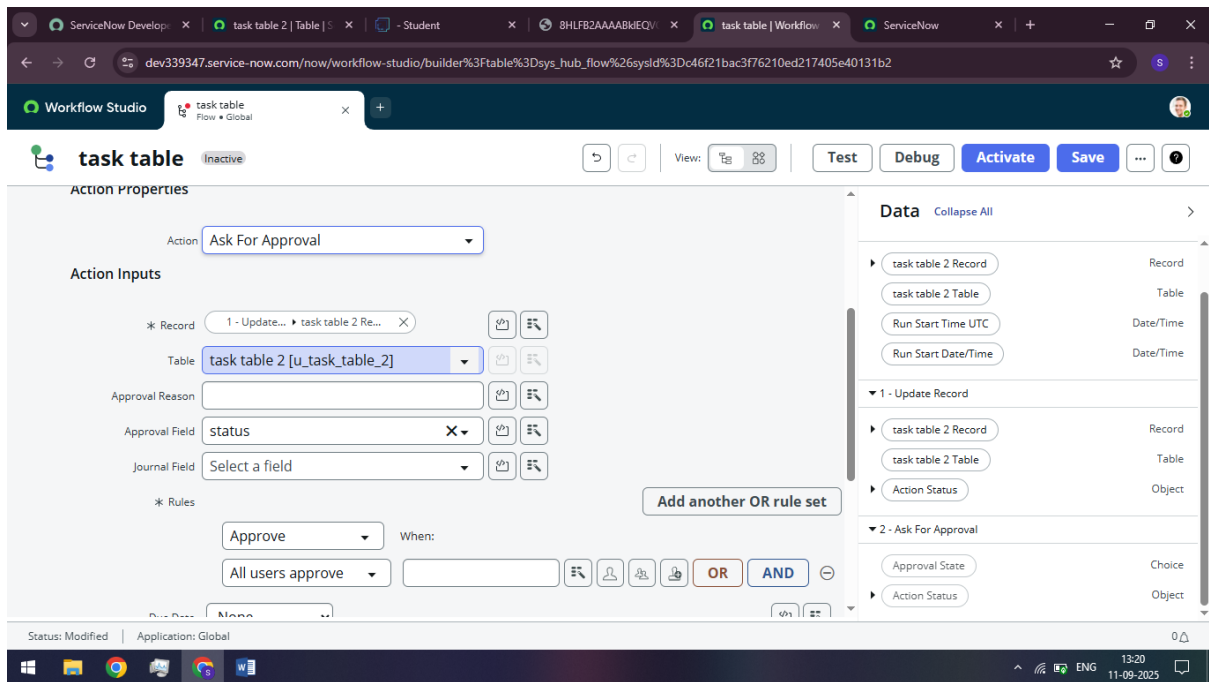 ServiceNow Develop
task table 2 | Table | S
- Student
8HLFB2AAAABklEQV
task table | Workflow
ServiceNow
dev339347.service-now.com/now/workflow-studio/builder%3Ftable%3Dsys_hub_flow%26sysId%3Dc46f21bac3f76210ed217405e40131b2
S
Workflow Studio
task table
Flow • Global
task table
Inactive
View:
Test
Debug
Activate
Save
Action Properties
Action
Ask For Approval
Action Inputs
* Record
1 - Update... ▸ task table 2 Re...
Table
task table 2 [u_task_table_2]
Approval Reason
Approval Field
status
Journal Field
Select a field
* Rules
Add another OR rule set
Approve
When:
All users approve
OR
AND
Due Date
None
Data
Collapse All
task table 2 Record
Record
task table 2 Table
Table
Run Start Time UTC
Date/Time
Run Start Date/Time
Date/Time
1 - Update Record
task table 2 Record
Record
task table 2 Table
Table
Action Status
Object
2 - Ask For Approval
Approval State
Choice
Action Status
Object
Status: Modified
Application: Global
0
ENG
13:20
11-09-2025